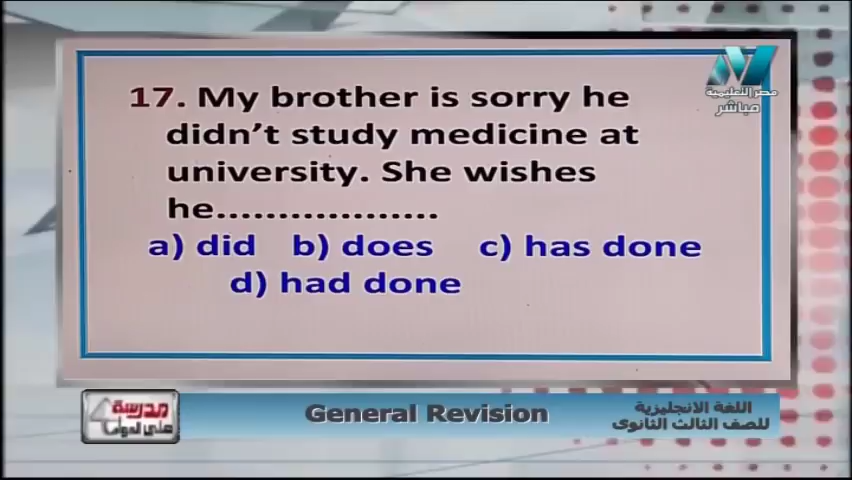 مصر التعليمية
مباشر
17. My brother is sorry he
didn't study medicine at
university. She wishes
he..................
a) did b) does c) has done
d) had done
مدرسة
على الهواء
General Revision
اللغة الانجليزية
للصف الثالث الثانوى